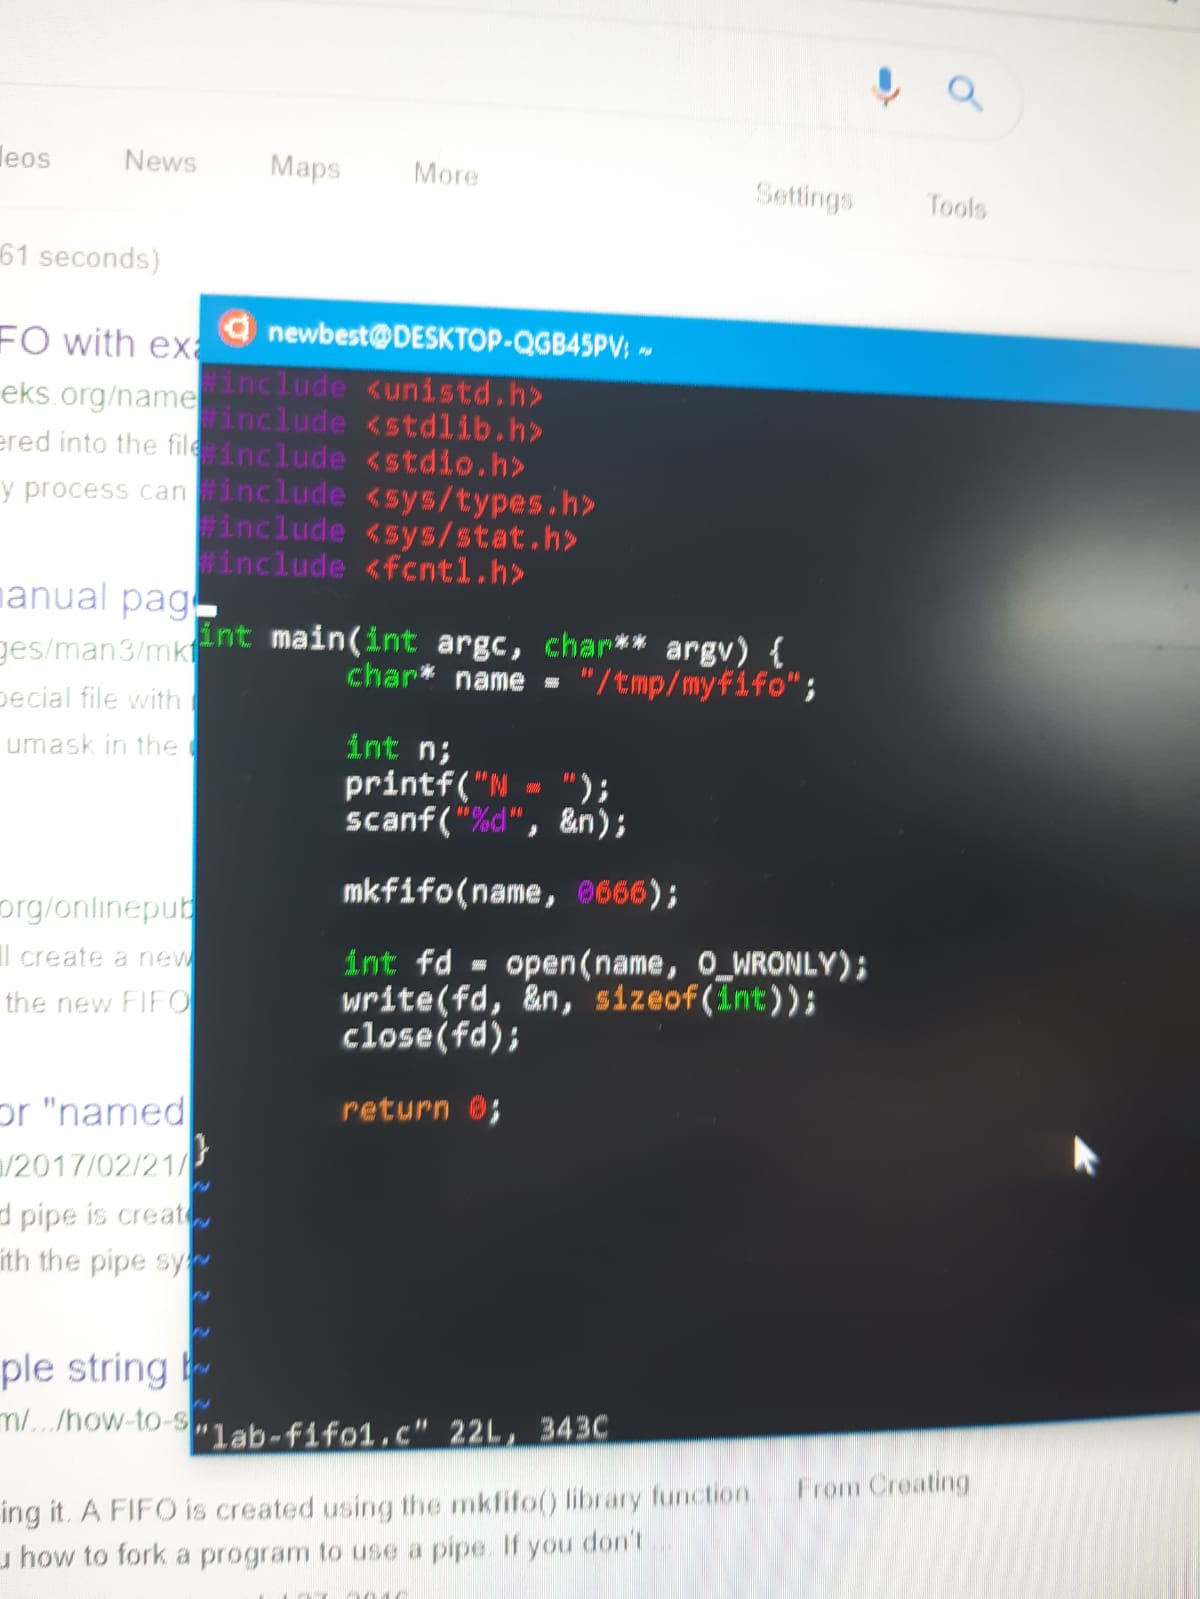 News Maps More Settings Tools
61 seconds)
FO with exa
newbest@DESKTOP-QGB45PV: ~
eks.org/name
ered into the file
y process can
#include <unistd.h>
#include <stdlib.h>
#include <stdio.h>
#include <sys/types.h>
#include <sys/stat.h>
#include <fcntl.h>
anual pag
ges/man3/mkf
pecial file with
umask in the
int main(int argc, char** argv) {
char* name = "/tmp/myfifo";
int n;
printf("N = ");
scanf("%d", &n);
mkfifo(name, 0666);
int fd = open(name, O_WRONLY);
write(fd, &n, sizeof(int));
close(fd);
return 0;
}
~
~
~
~
~
~
~
"lab-fifo1.c" 22L, 343C
org/onlinepub
ll create a new
the new FIFO
or "named
/2017/02/21/
d pipe is create
ith the pipe sys
ple string
m/.../how-to-s
ing it. A FIFO is created using the mkfifo() library function From Creating
u how to fork a program to use a pipe. If you don't ...